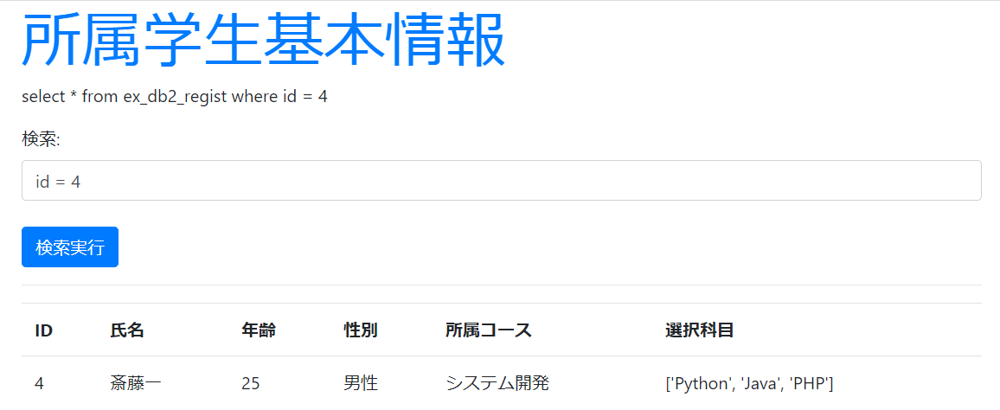 所属学生基本情報
select * from ex_db2_regist where id = 4
検索:
id = 4
検索実行
ID 氏名 年齢 性別 所属コース 選択科目
4 斎藤一 25 男性 システム開発 ['Python', 'Java', 'PHP']